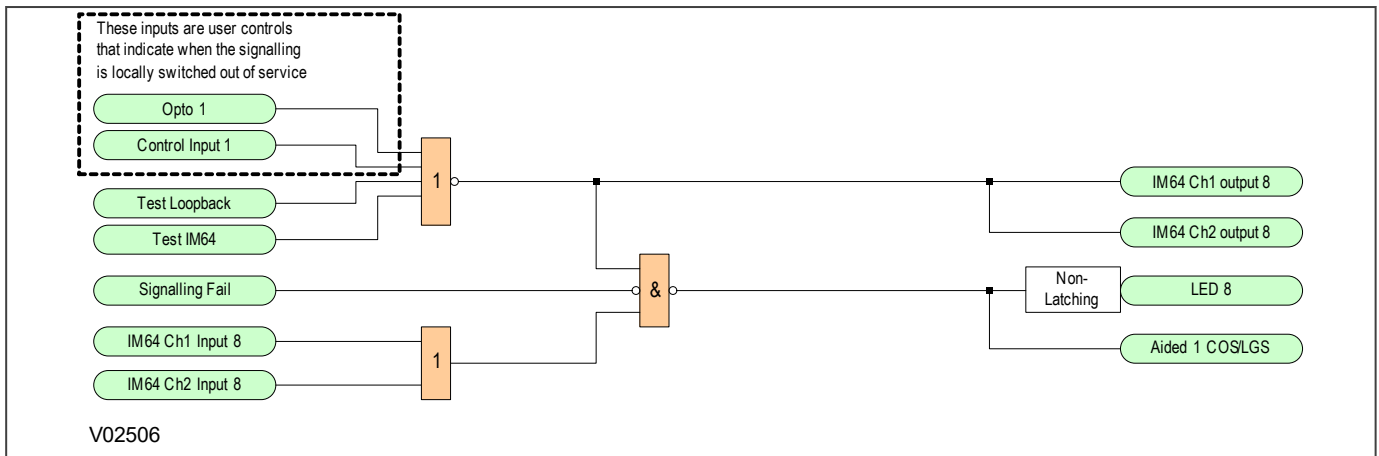 These inputs are user controls
that indicate when the signalling
is locally switched out of service
Opto 1
Control Input 1
Test Loopback
Test IM64
1
IM64 Ch1 output 8
IM64 Ch2 output 8
Signalling Fail
&
Non-
Latching
LED 8
IM64 Ch1 Input 8
IM64 Ch2 Input 8
1
Aided 1 COS/LGS
V02506